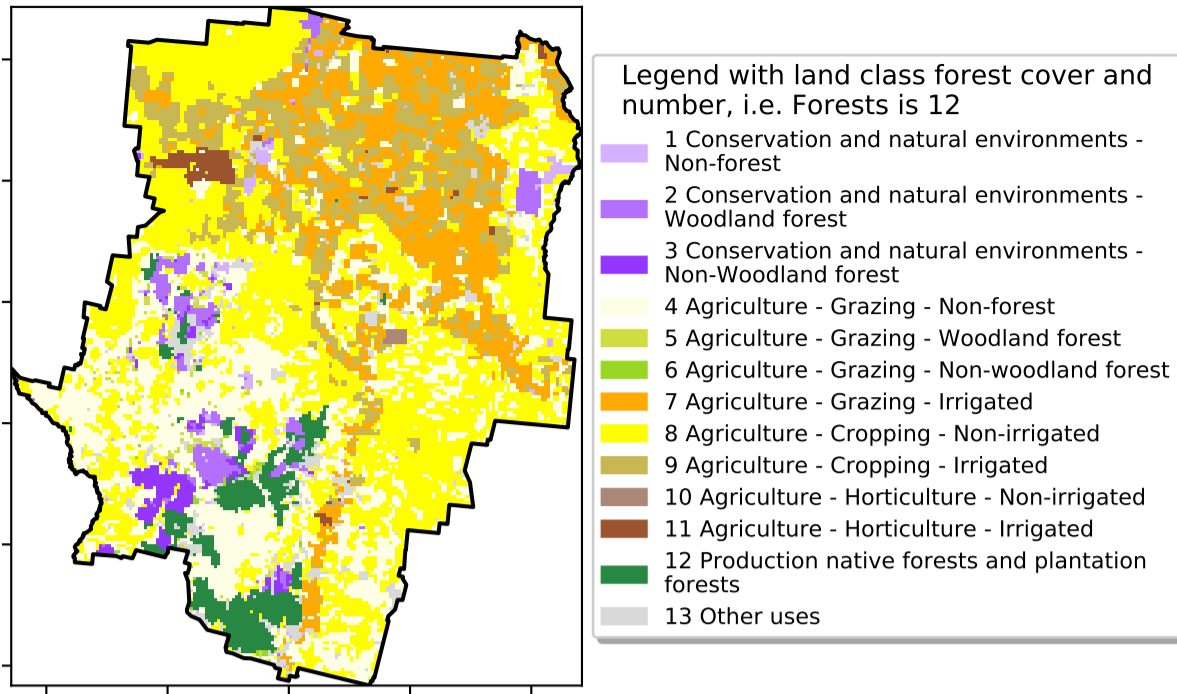 Legend with land class forest cover and
number, i.e. Forests is 12
1 Conservation and natural environments -
Non-forest
2 Conservation and natural environments -
Woodland forest
3 Conservation and natural environments -
Non-Woodland forest
4 Agriculture - Grazing - Non-forest
5 Agriculture - Grazing - Woodland forest
6 Agriculture - Grazing - Non-woodland forest
7 Agriculture - Grazing - Irrigated
8 Agriculture - Cropping - Non-irrigated
9 Agriculture - Cropping - Irrigated
10 Agriculture - Horticulture - Non-irrigated
11 Agriculture - Horticulture - Irrigated
12 Production native forests and plantation
forests
13 Other uses